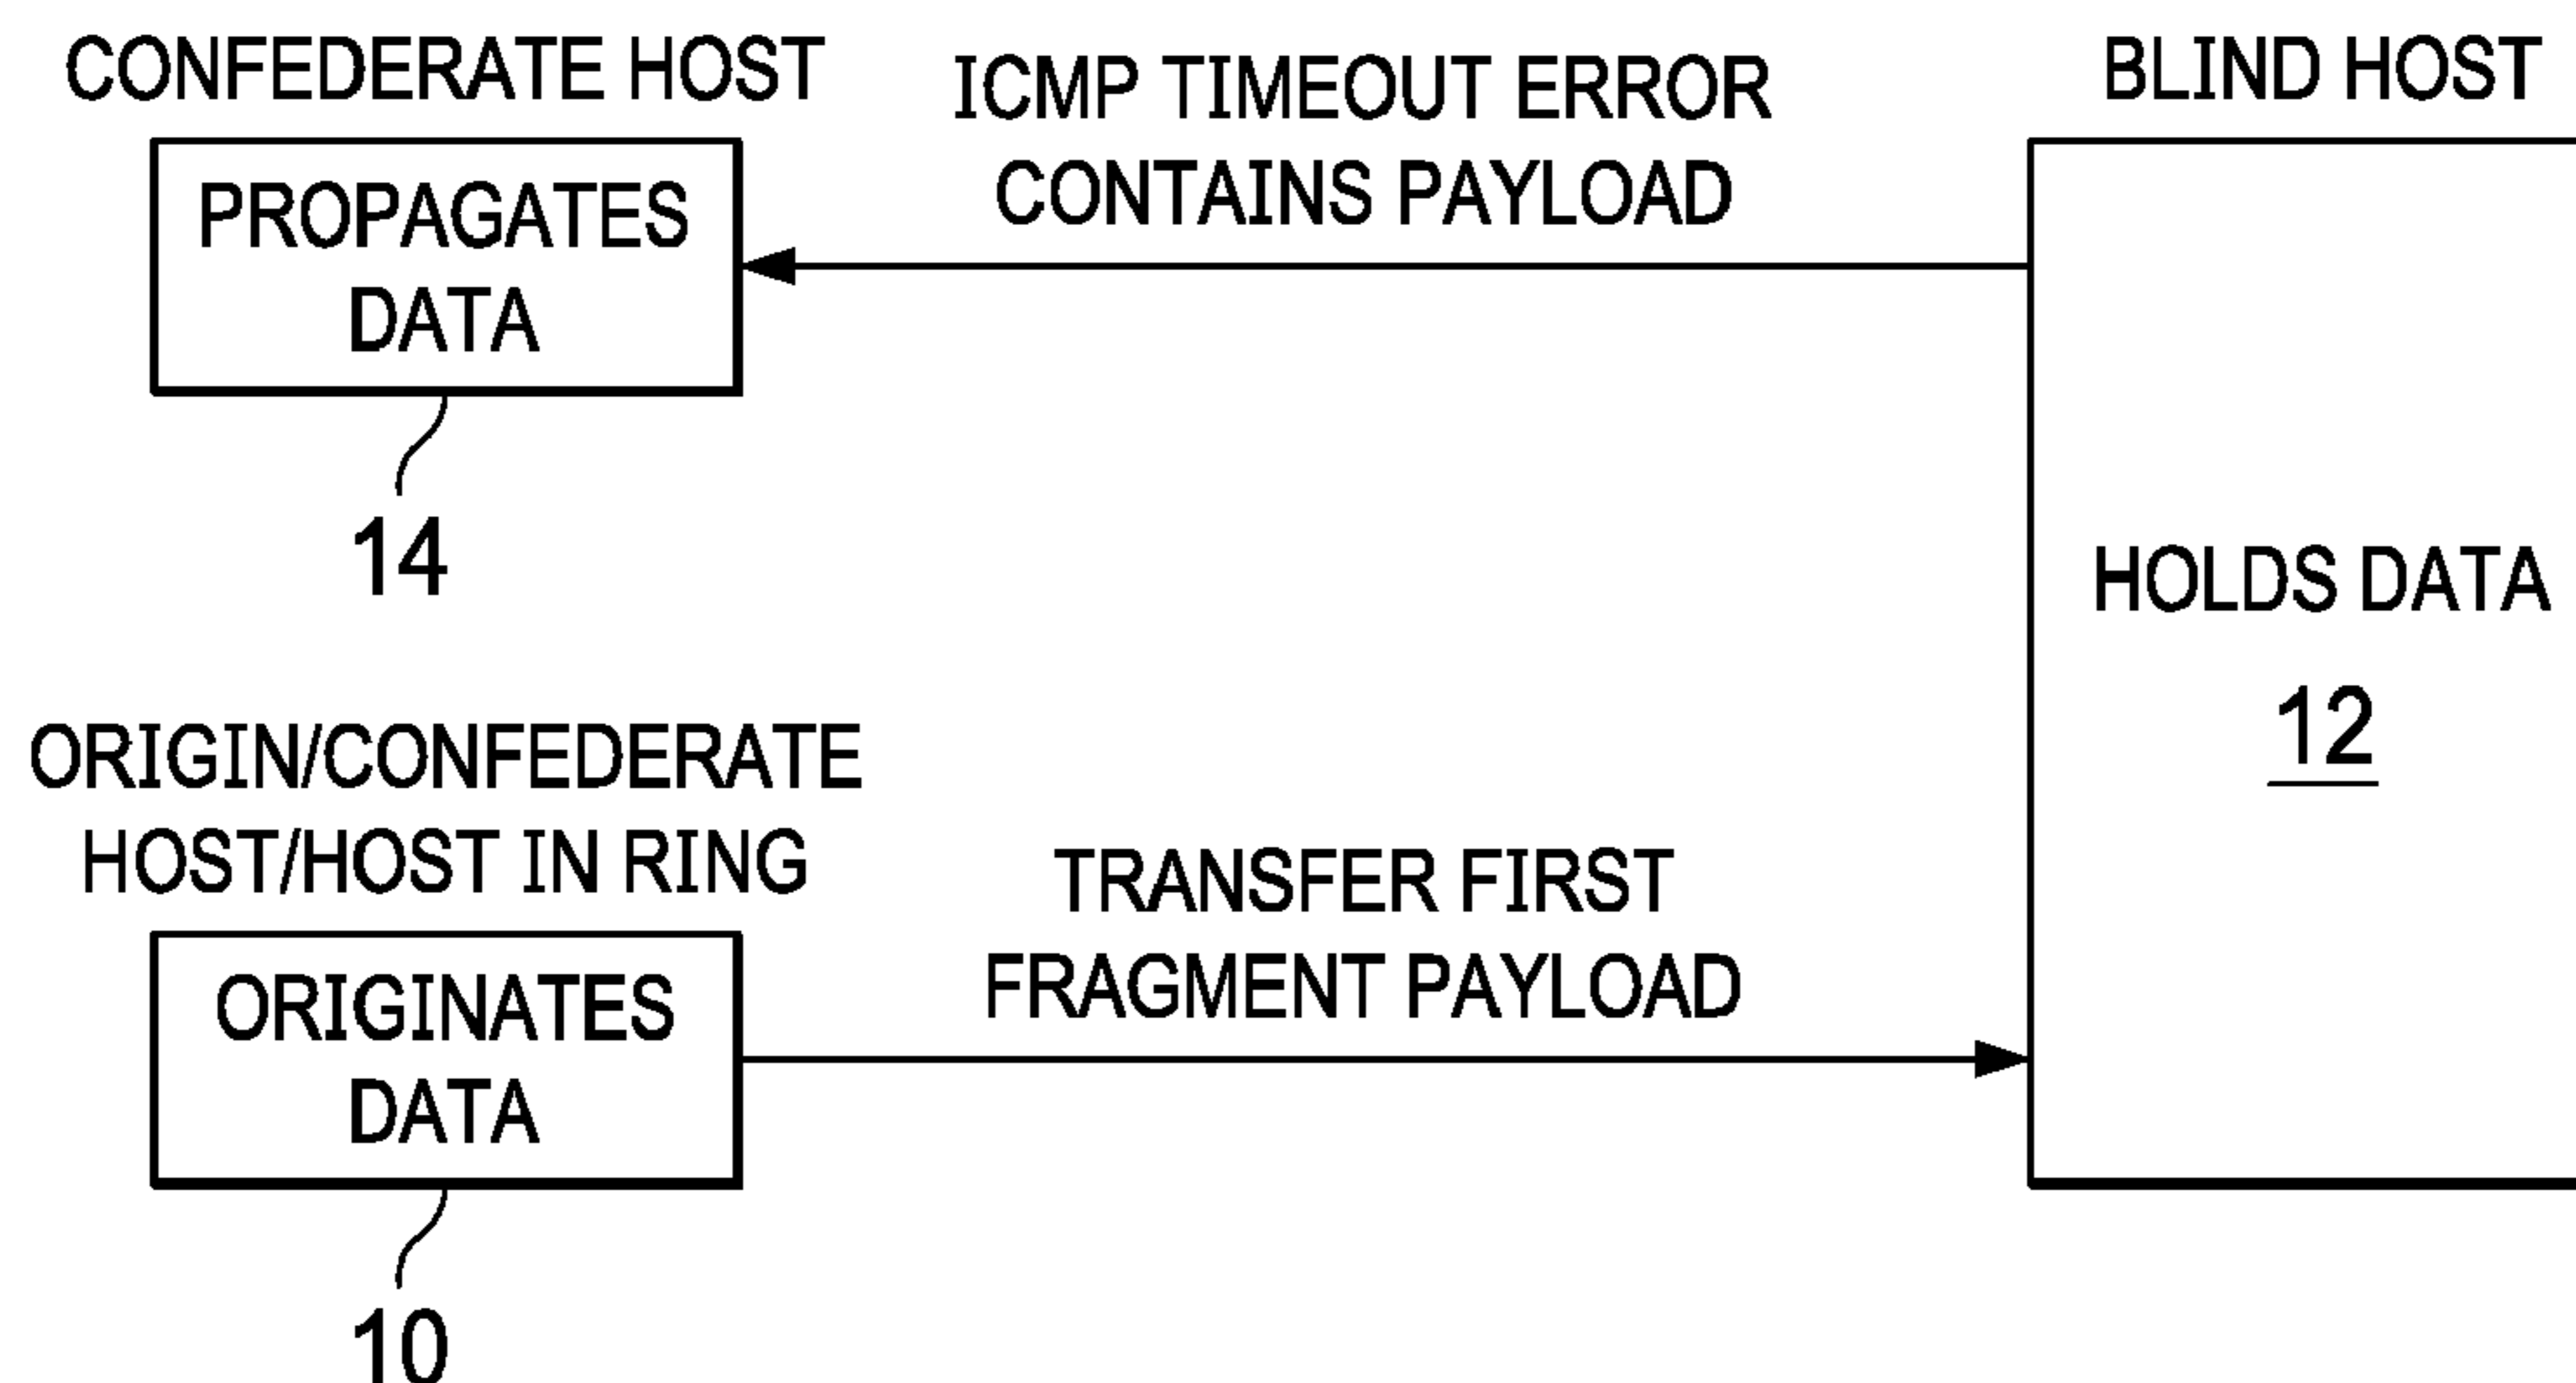 CONFEDERATE HOST
PROPAGATES
DATA
14
ICMP TIMEOUT ERROR
CONTAINS PAYLOAD
BLIND HOST
HOLDS DATA
12
ORIGIN/CONFEDERATE
HOST/HOST IN RING
ORIGINATES
DATA
10
TRANSFER FIRST
FRAGMENT PAYLOAD